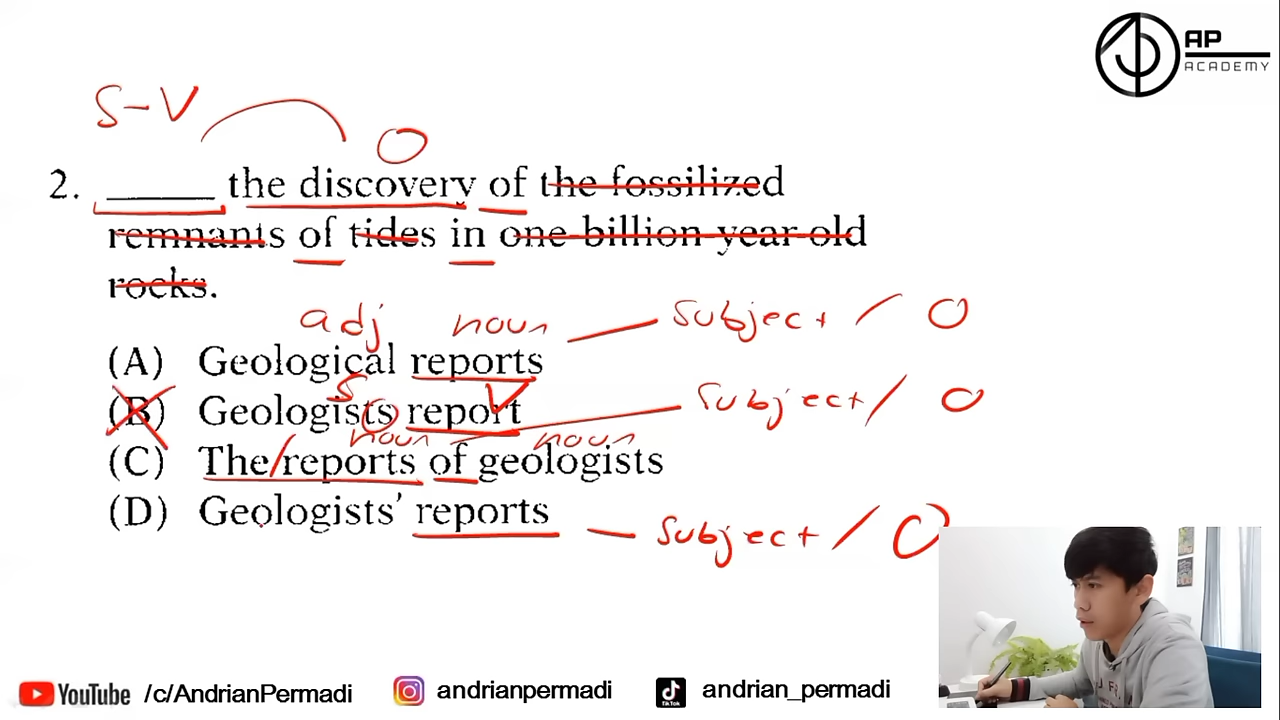 AP
ACADEMY
S-V
O
2. ______ the discovery of the fossilized
remnants of tides in one-billion-year-old
rocks.
adj noun — subject / O
(A) Geological reports
S V subject / O
(B) Geologists report
O noun noun
(C) The/reports of geologists
(D) Geologists' reports
— subject / O
YouTube /c/AndrianPermadi
andrianpermadi
TikTok
andrian_permadi